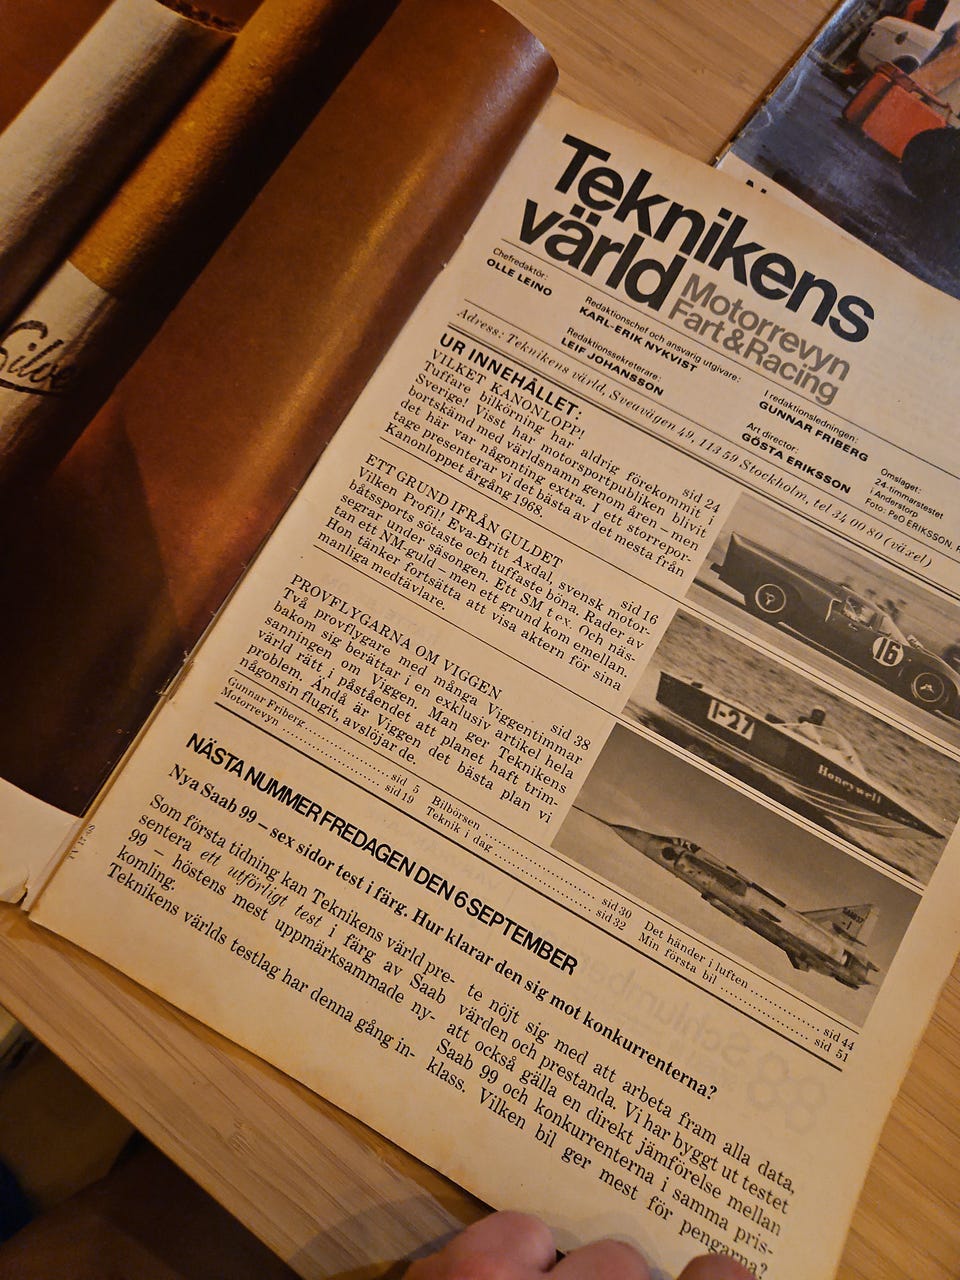 Teknikens
värld
Motorrevyn
Fart & Racing
Chefredaktör:
OLLE LEINO
Redaktionschef och ansvarig utgivare:
KARL-ERIK NYKVIST
Redaktionssekreterare:
LEIF JOHANSSON
I redaktionsledningen:
GUNNAR FRIBERG
Art director:
GÖSTA ERIKSSON
Omslaget:
24-timmarstestet
i Anderstorp
Foto: PeO ERIKSSON.
Adress: Teknikens värld, Sveavägen 49, 113 59 Stockholm, tel 34 00 80 (växel)
UR INNEHÅLLET:
VILKET KANONLOPP! sid 24
Tuffare bilkörning har aldrig förekommit i
Sverige! Visst har motorsportpubliken blivit
bortskämd med världsnamn genom åren – men
det här var någonting extra. I ett storrepor-
tage presenterar vi det bästa av det mesta från
Kanonloppet årgång 1968.
ETT GRUND IFRÅN GULDET sid 16
Vilken Profil! Eva-Britt Axdal, svensk motor-
båtssports sötaste och tuffaste böna. Rader av
segrar under säsongen. Ett SM t ex. Och näs-
tan ett NM-guld – men ett grund kom emellan.
Hon tänker fortsätta att visa aktern för sina
manliga medtävlare.
PROVFLYGARNA OM VIGGEN sid 38
Två provflygare med många Viggentimmar
bakom sig berättar i en exklusiv artikel hela
sanningen om Viggen. Man ger Teknikens
värld rätt i påståendet att planet haft trim-
problem. Ändå är Viggen det bästa plan vi
någonsin flugit, avslöjar de.
Gunnar Friberg sid 5
Motorrevyn sid 19
Bilbörsen sid 30
Teknik i dag sid 32
Det händer i luften sid 44
Min första bil sid 51
16
1-27
Honeywell
NÄSTA NUMMER FREDAGEN DEN 6 SEPTEMBER
Nya Saab 99 – sex sidor test i färg. Hur klarar den sig mot konkurrenterna?
Som första tidning kan Teknikens värld pre-
sentera ett utförligt test i färg av Saab
99 – höstens mest uppmärksammade ny-
komling.
Teknikens världs testlag har denna gång in-
te nöjt sig med att arbeta fram alla data,
värden och prestanda. Vi har byggt ut testet
att också gälla en direkt jämförelse mellan
Saab 99 och konkurrenterna i samma pris-
klass. Vilken bil ger mest för pengarna?